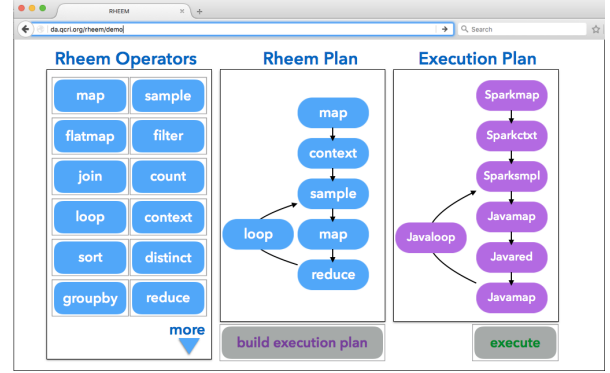 RHEEM
da.qcri.org/rheem/demo
Search
Rheem Operators
map sample
flatmap filter
join count
loop context
sort distinct
groupby reduce
more
Rheem Plan
map
context
sample
loop map
reduce
build execution plan
Execution Plan
Sparkmap
Sparkctxt
Sparksmpl
Javamap
Javaloop
Javared
Javamap
execute